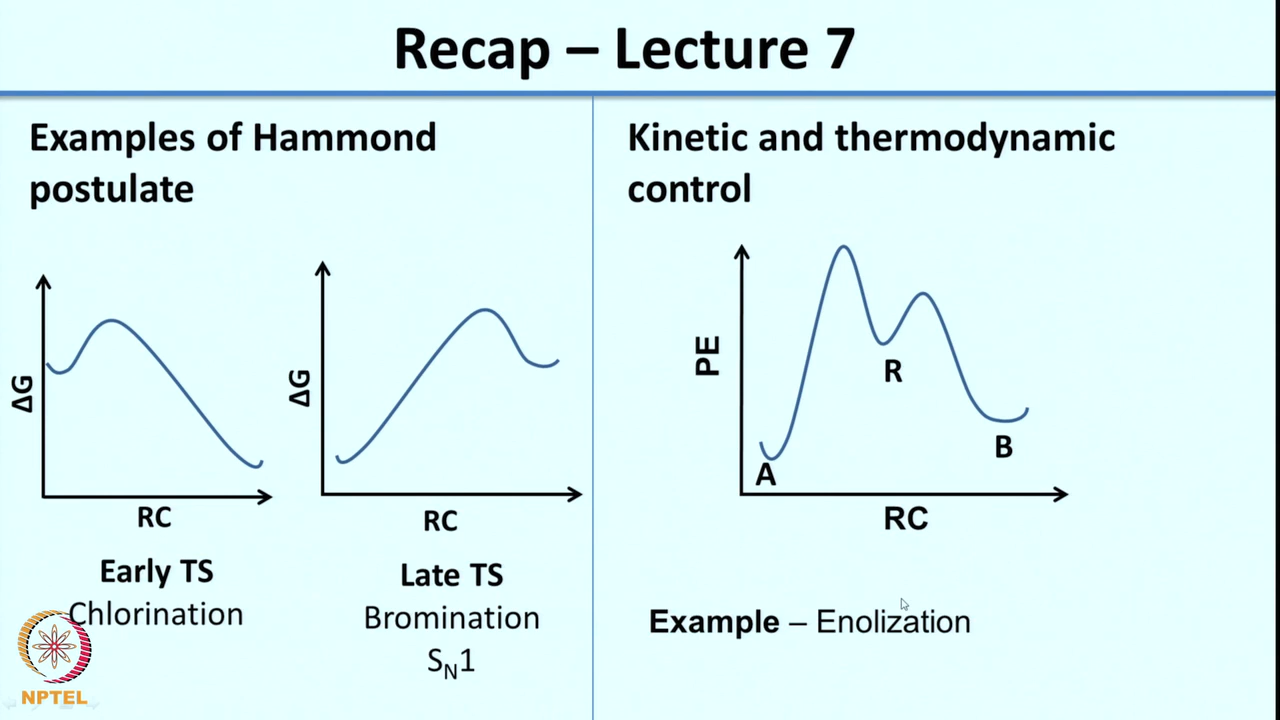 Recap – Lecture 7
Examples of Hammond
postulate
ΔG
RC
Early TS
Chlorination
ΔG
RC
Late TS
Bromination
SN1
Kinetic and thermodynamic
control
PE
A
R
B
RC
Example – Enolization
NPTEL